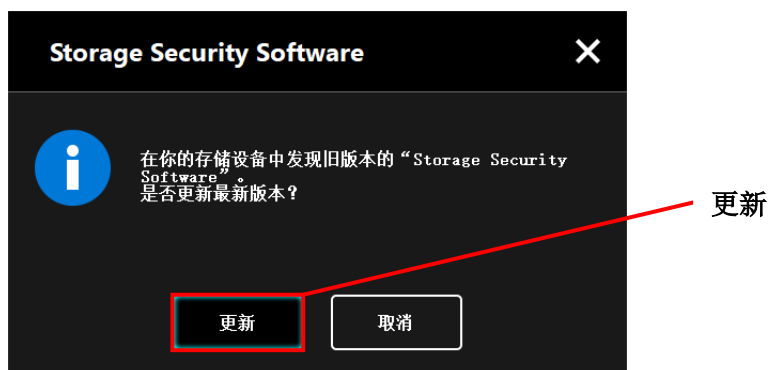 Storage Security Software
在你的存储设备中发现旧版本的“Storage Security
Software”。
是否更新最新版本？
更新
更新
取消